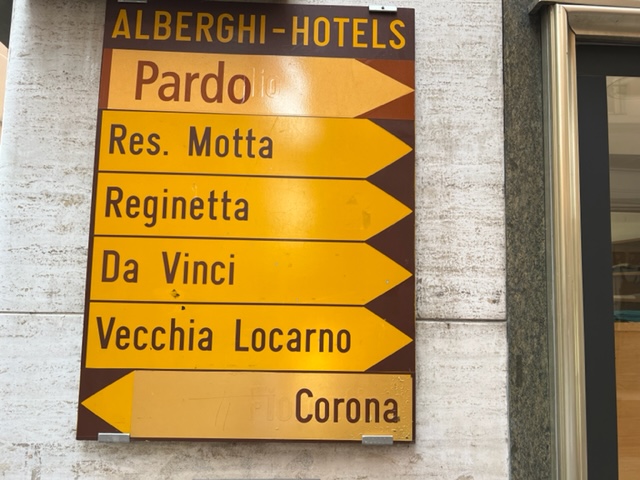 ALBERGHI-HOTELS
Pardo
Res. Motta
Reginetta
Da Vinci
Vecchia Locarno
Corona